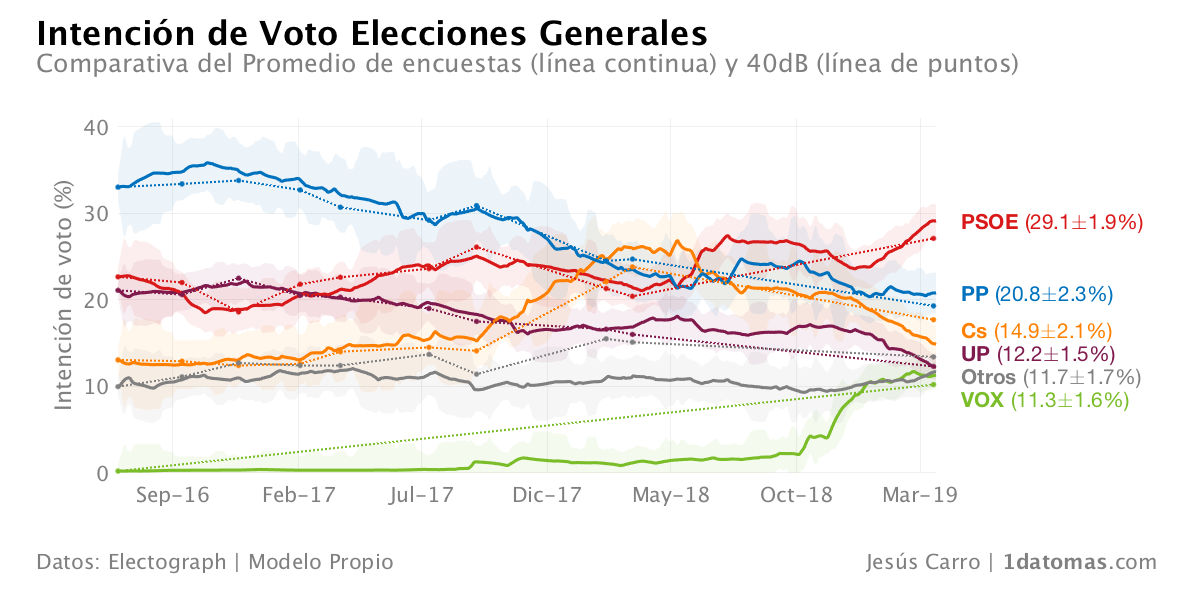 Intención de Voto Elecciones Generales
Comparativa del Promedio de encuestas (línea continua) y 40dB (línea de puntos)
Intención de voto (%)
40
30
20
10
0
PSOE (29.1±1.9%)
PP (20.8±2.3%)
Cs (14.9±2.1%)
UP (12.2±1.5%)
Otros (11.7±1.7%)
VOX (11.3±1.6%)
Sep−16 Feb−17 Jul−17 Dic−17 May−18 Oct−18 Mar−19
Datos: Electograph | Modelo Propio
Jesús Carro | 1datomas.com